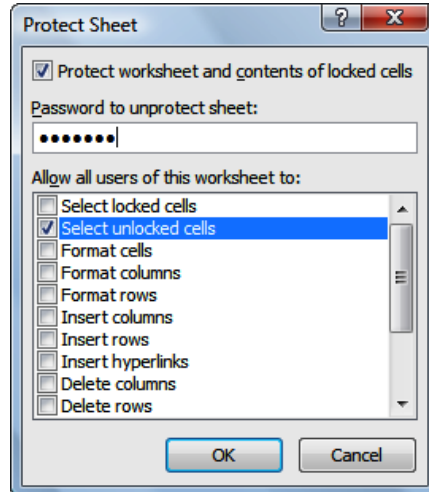 Protect Sheet
Protect worksheet and contents of locked cells
Password to unprotect sheet:
•••••••
Allow all users of this worksheet to:
Select locked cells
Select unlocked cells
Format cells
Format columns
Format rows
Insert columns
Insert rows
Insert hyperlinks
Delete columns
Delete rows
OK Cancel